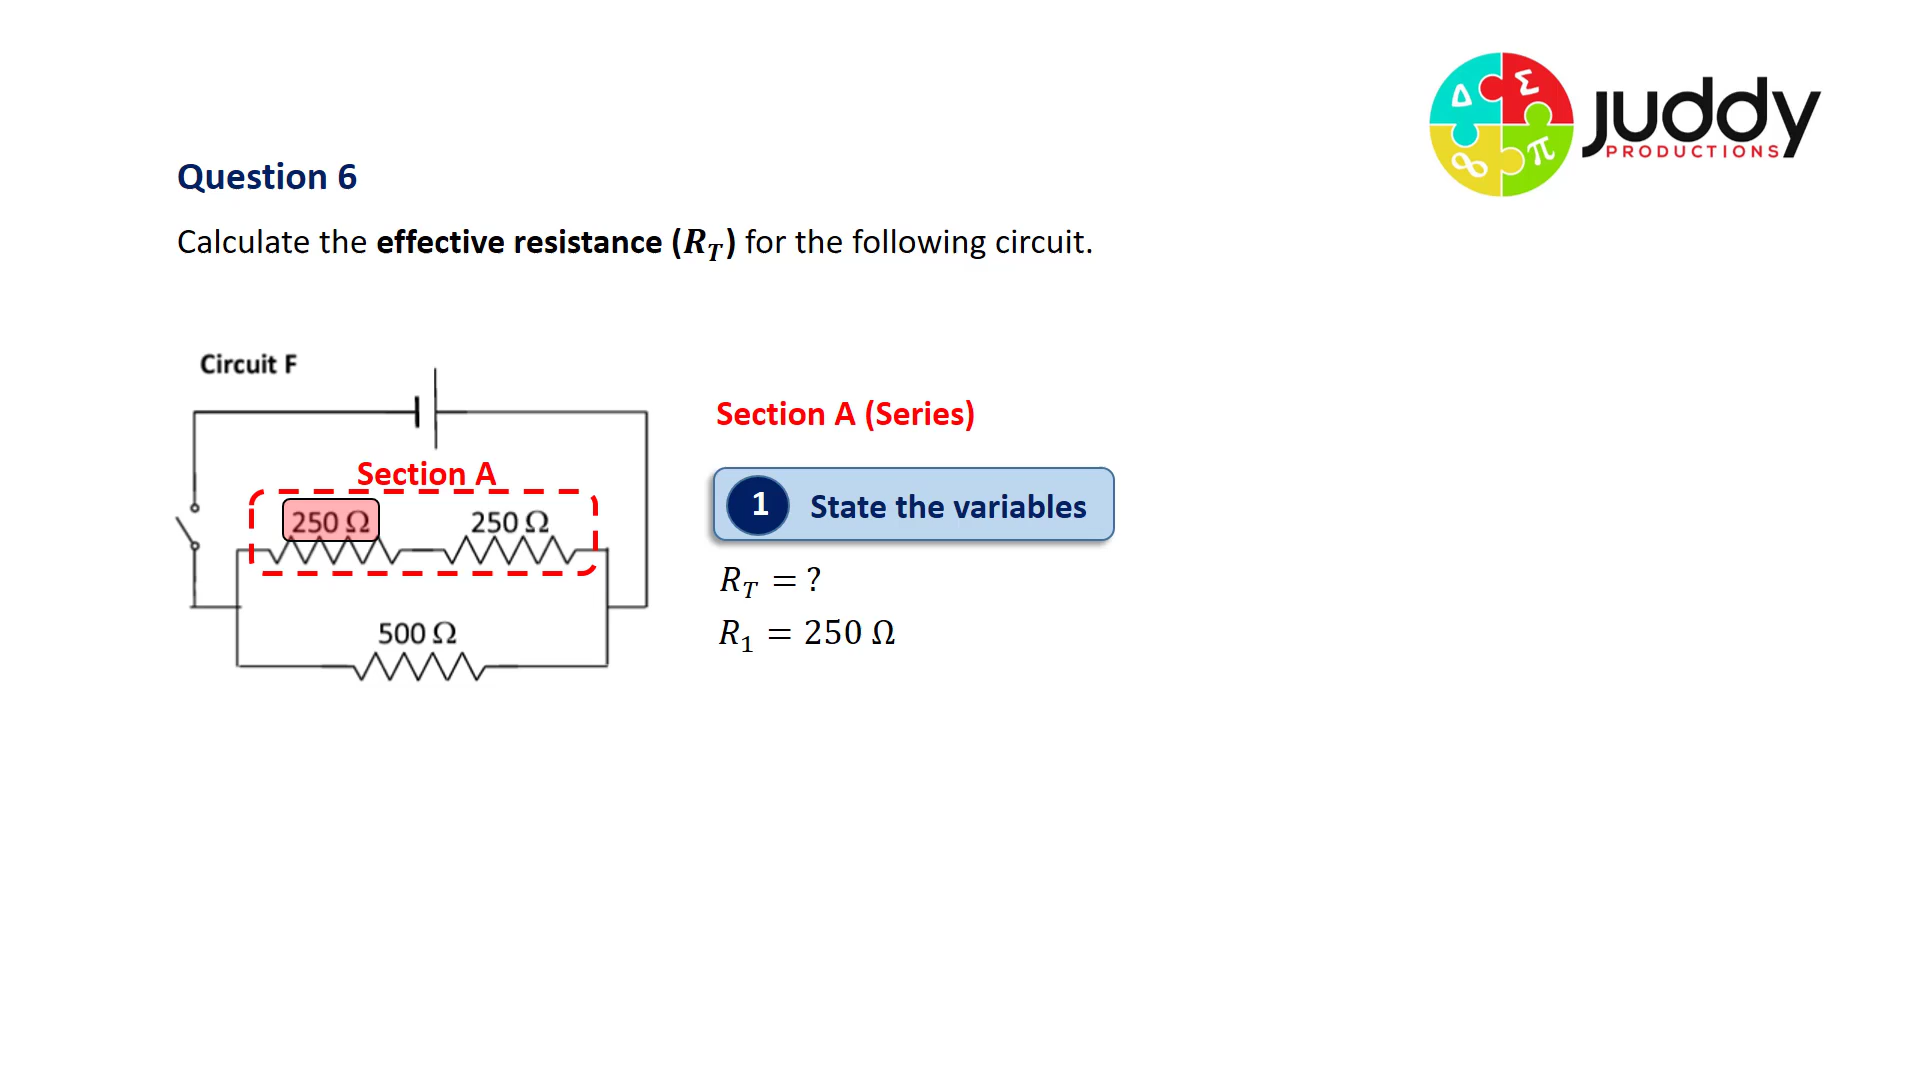 Δ Σ
∞ π
juddy
PRODUCTIONS
Question 6
Calculate the effective resistance (R_T) for the following circuit.
Circuit F
Section A
250 Ω 250 Ω
500 Ω
Section A (Series)
1 State the variables
R_T = ?
R_1 = 250 Ω